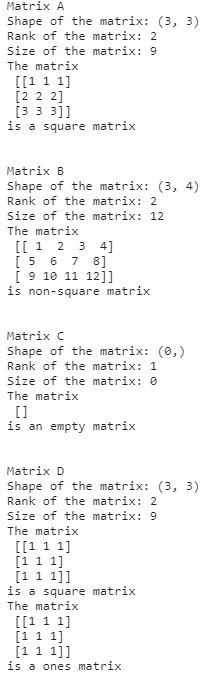 Matrix A
Shape of the matrix: (3, 3)
Rank of the matrix: 2
Size of the matrix: 9
The matrix
 [[1 1 1]
 [2 2 2]
 [3 3 3]]
is a square matrix

Matrix B
Shape of the matrix: (3, 4)
Rank of the matrix: 2
Size of the matrix: 12
The matrix
 [[ 1  2  3  4]
 [ 5  6  7  8]
 [ 9 10 11 12]]
is non-square matrix

Matrix C
Shape of the matrix: (0,)
Rank of the matrix: 1
Size of the matrix: 0
The matrix
 []
is an empty matrix

Matrix D
Shape of the matrix: (3, 3)
Rank of the matrix: 2
Size of the matrix: 9
The matrix
 [[1 1 1]
 [1 1 1]
 [1 1 1]]
is a square matrix
The matrix
 [[1 1 1]
 [1 1 1]
 [1 1 1]]
is a ones matrix